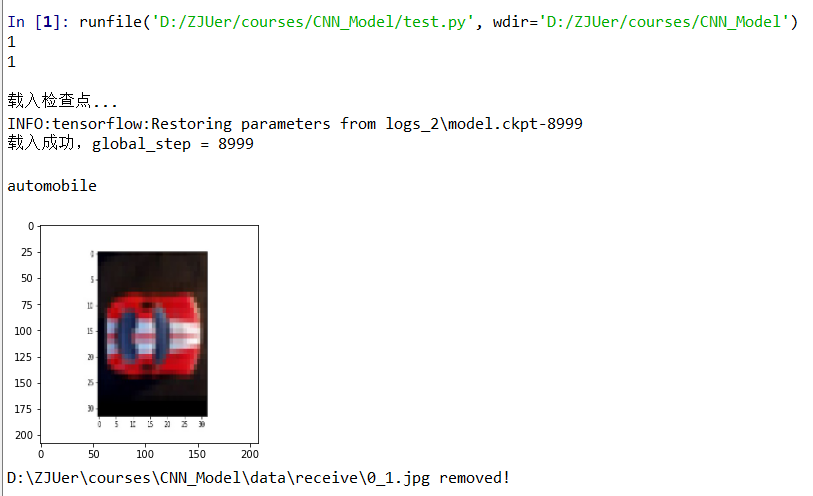 In [1]: runfile('D:/ZJUer/courses/CNN_Model/test.py', wdir='D:/ZJUer/courses/CNN_Model')
1
1
载入检查点...
INFO:tensorflow:Restoring parameters from logs_2\model.ckpt-8999
载入成功，global_step = 8999
automobile
0
25
50
75
100
125
150
175
200
0
5
10
15
20
25
30
0 5 10 15 20 25 30
0 50 100 150 200
D:\ZJUer\courses\CNN_Model\data\receive\0_1.jpg removed!